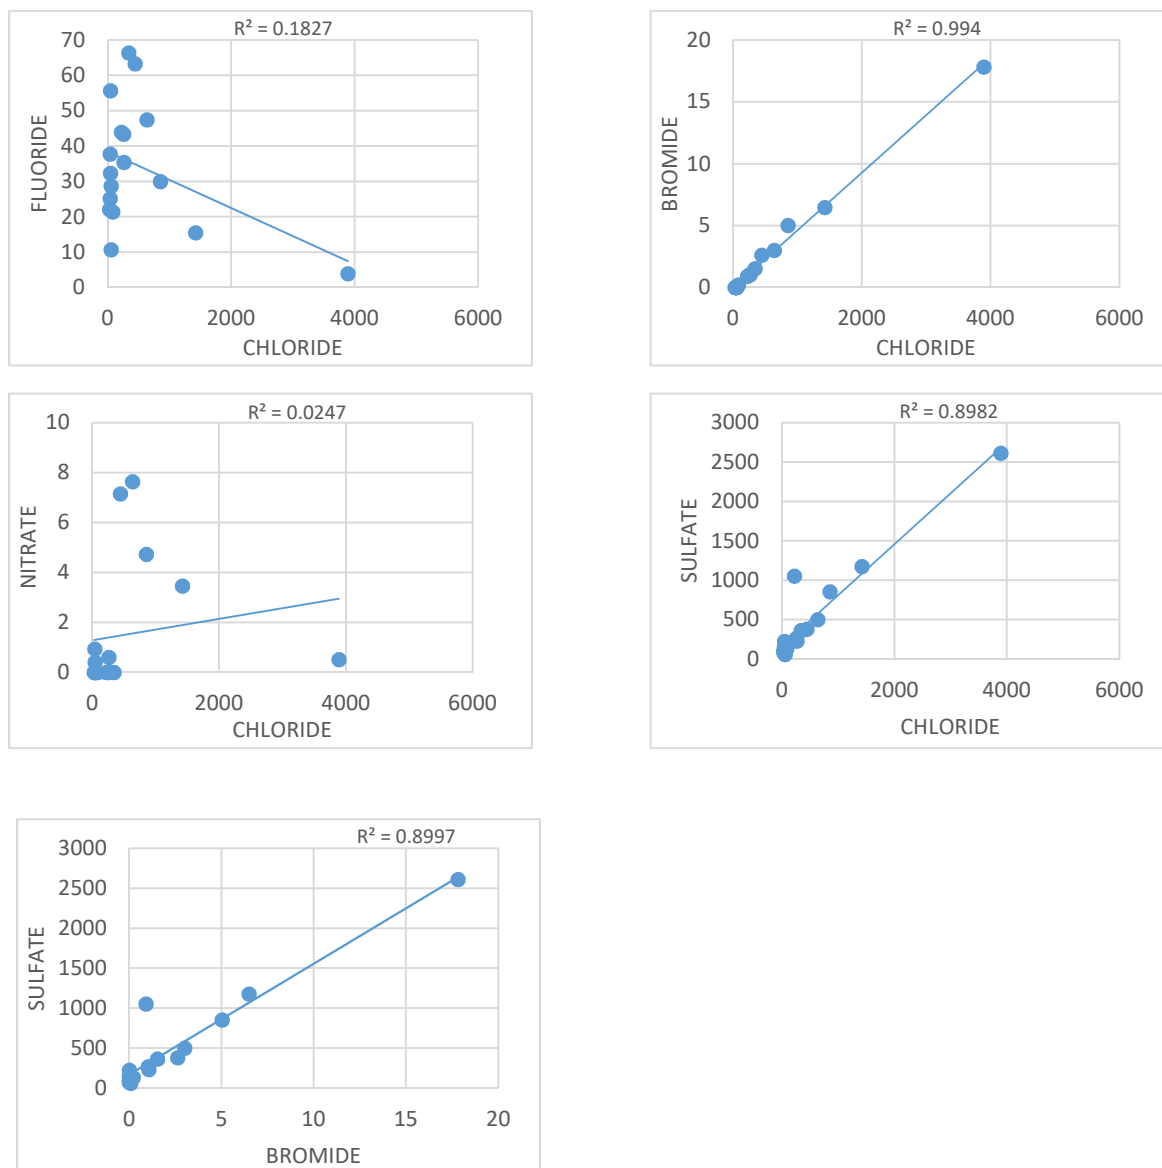 R² = 0.1827
70
60
50
40
30
20
10
0
FLUORIDE
0 2000 4000 6000
CHLORIDE
R² = 0.994
20
15
10
5
0
BROMIDE
0 2000 4000 6000
CHLORIDE
R² = 0.0247
10
8
6
4
2
0
NITRATE
0 2000 4000 6000
CHLORIDE
R² = 0.8982
3000
2500
2000
1500
1000
500
0
SULFATE
0 2000 4000 6000
CHLORIDE
R² = 0.8997
3000
2500
2000
1500
1000
500
0
SULFATE
0 5 10 15 20
BROMIDE